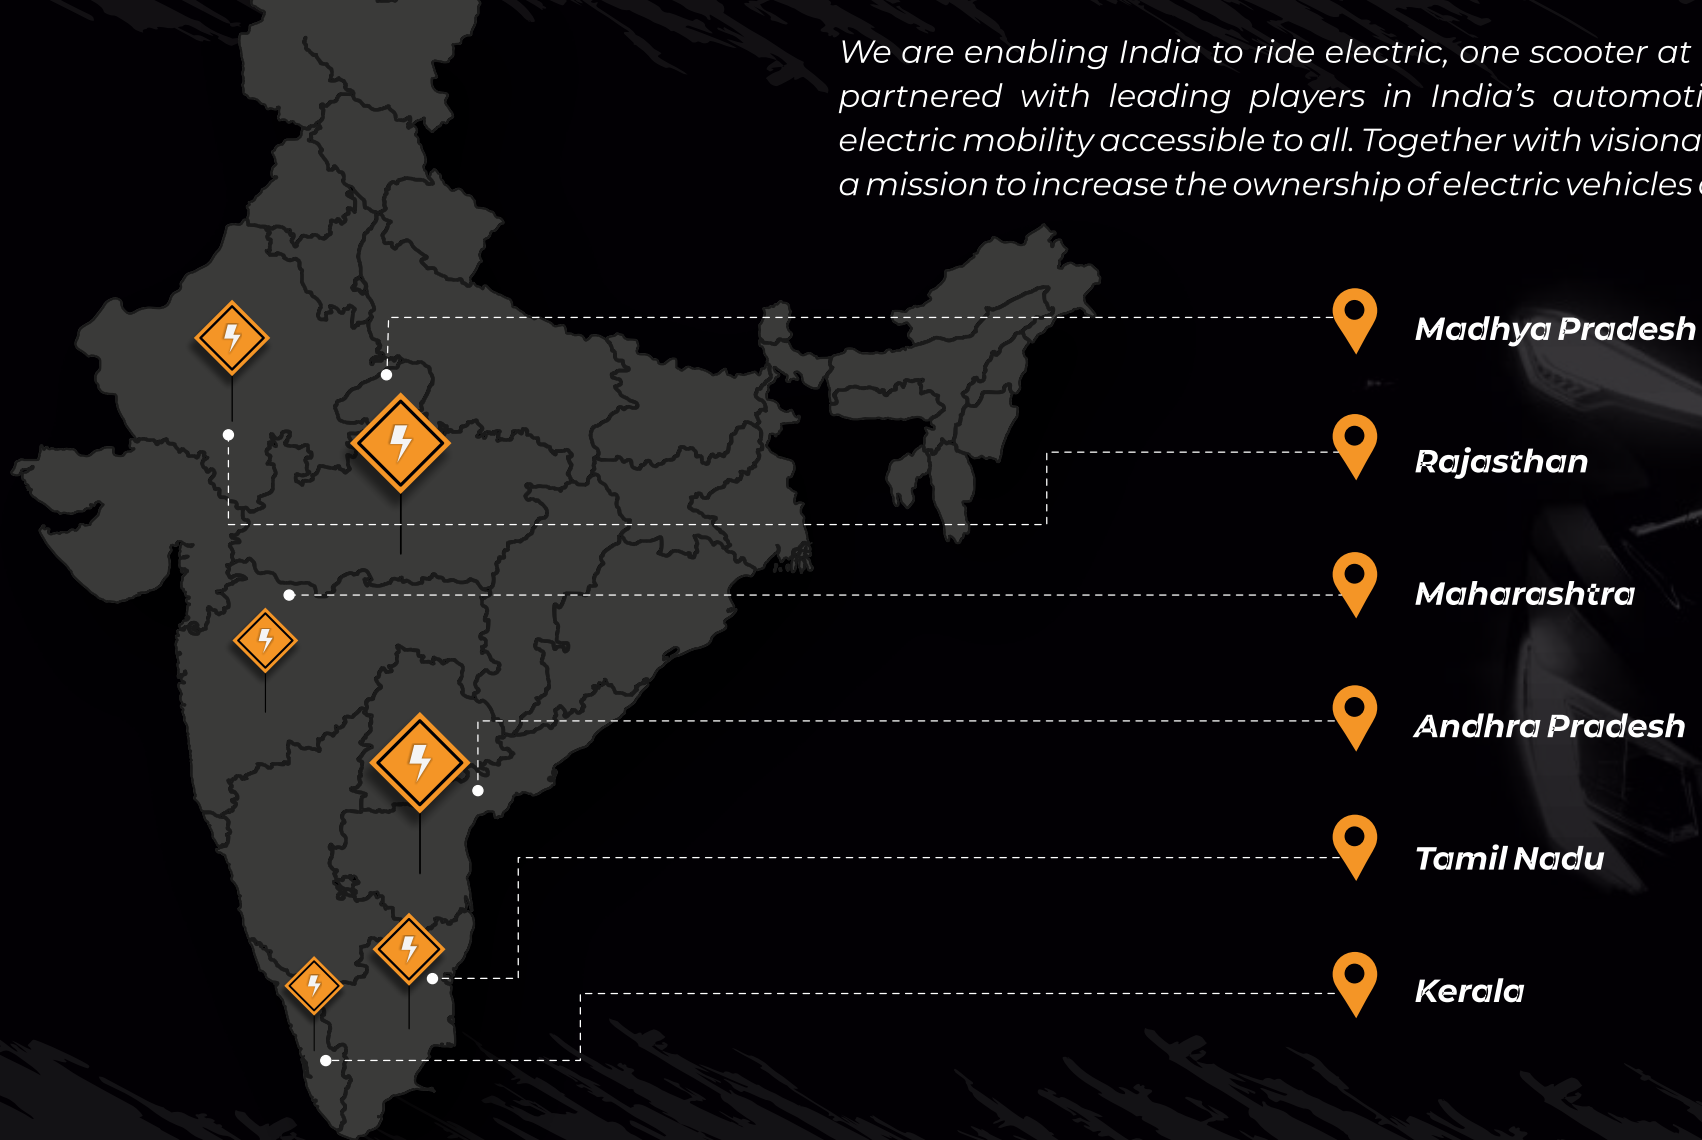 We are enabling India to ride electric, one scooter at
partnered with leading players in India's
electric mobility accessible to all. Together with
a mission to increase the ownership of electric vehicles
Madhya Pradesh
Rajasthan
Maharashtra
Andhra Pradesh
Tamil Nadu
Kerala